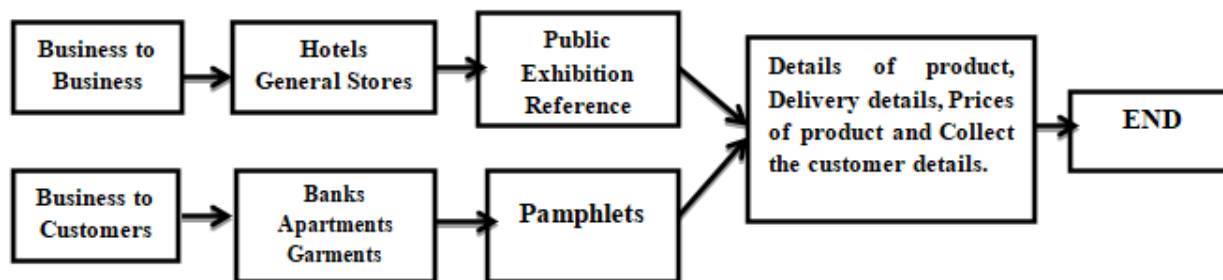 Business to
Business
Hotels
General Stores
Public
Exhibition
Reference
Details of product,
Delivery details, Prices
of product and Collect
the customer details.
END
Business to
Customers
Banks
Apartments
Garments
Pamphlets